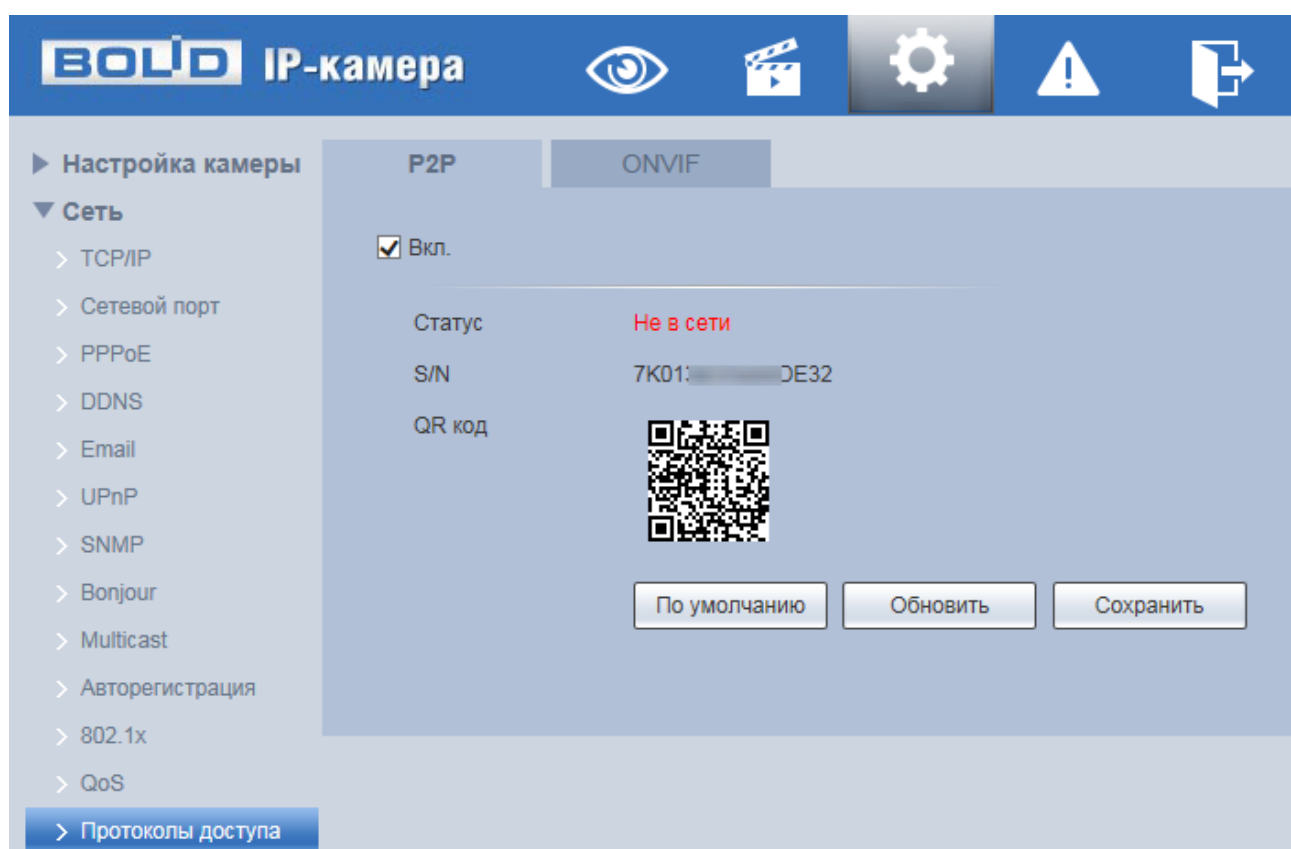 BOLID IP-камера
Настройка камеры
P2P
ONVIF
Сеть
TCP/IP
Вкл.
Сетевой порт
Статус
Не в сети
PPPoE
S/N
DDNS
QR код
Email
UPnP
SNMP
Bonjour
По умолчанию
Обновить
Сохранить
Multicast
Авторегистрация
802.1x
QoS
Протоколы доступа